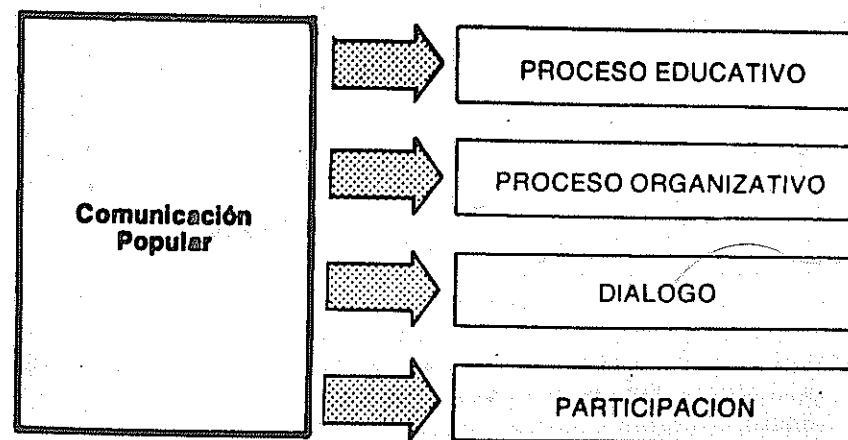 Comunicación
Popular
PROCESO EDUCATIVO
PROCESO ORGANIZATIVO
DIALOGO
PARTICIPACION